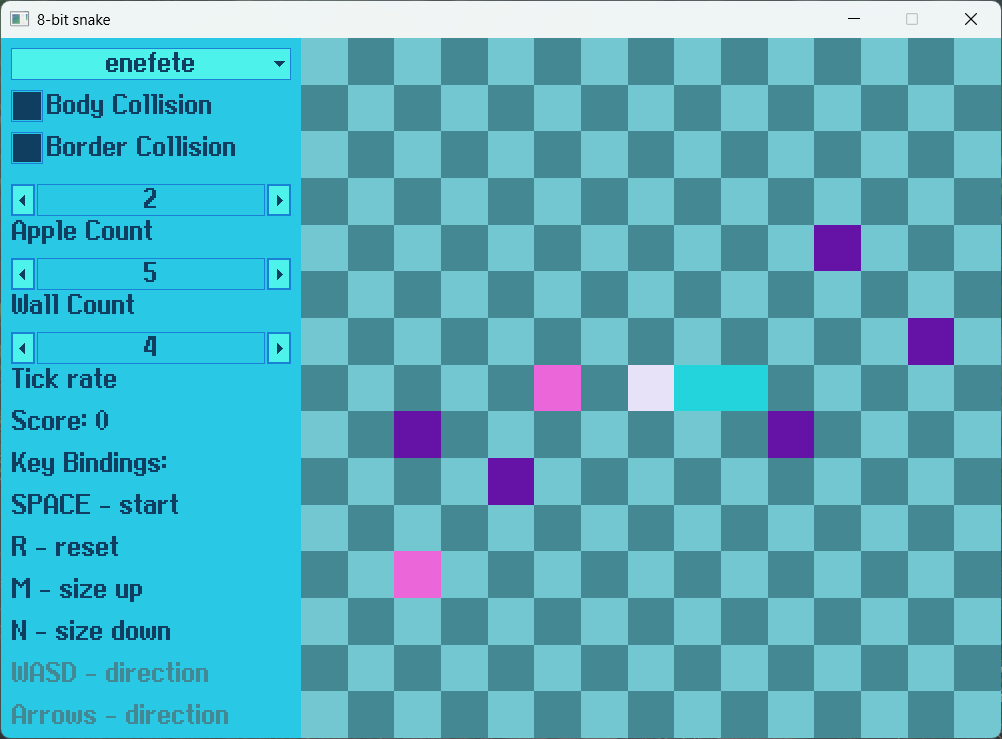 8-bit snake
enefete
Body Collision
Border Collision
2
Apple Count
5
Wall Count
4
Tick rate
Score: 0
Key Bindings:
SPACE - start
R - reset
M - size up
N - size down
WASD - direction
Arrows - direction